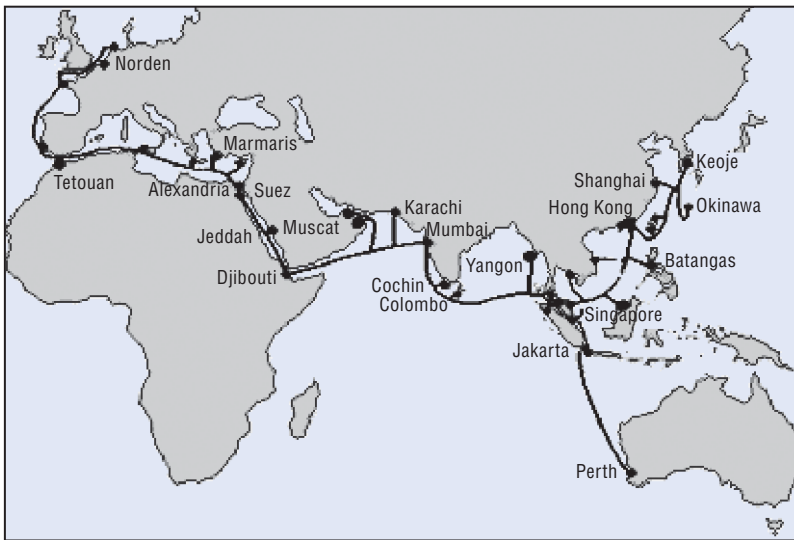 Norden
Marmaris
Tetouan
Alexandria
Suez
Jeddah
Muscat
Djibouti
Karachi
Mumbai
Cochin
Colombo
Yangon
Shanghai
Keoje
Hong Kong
Okinawa
Batangas
Singapore
Jakarta
Perth